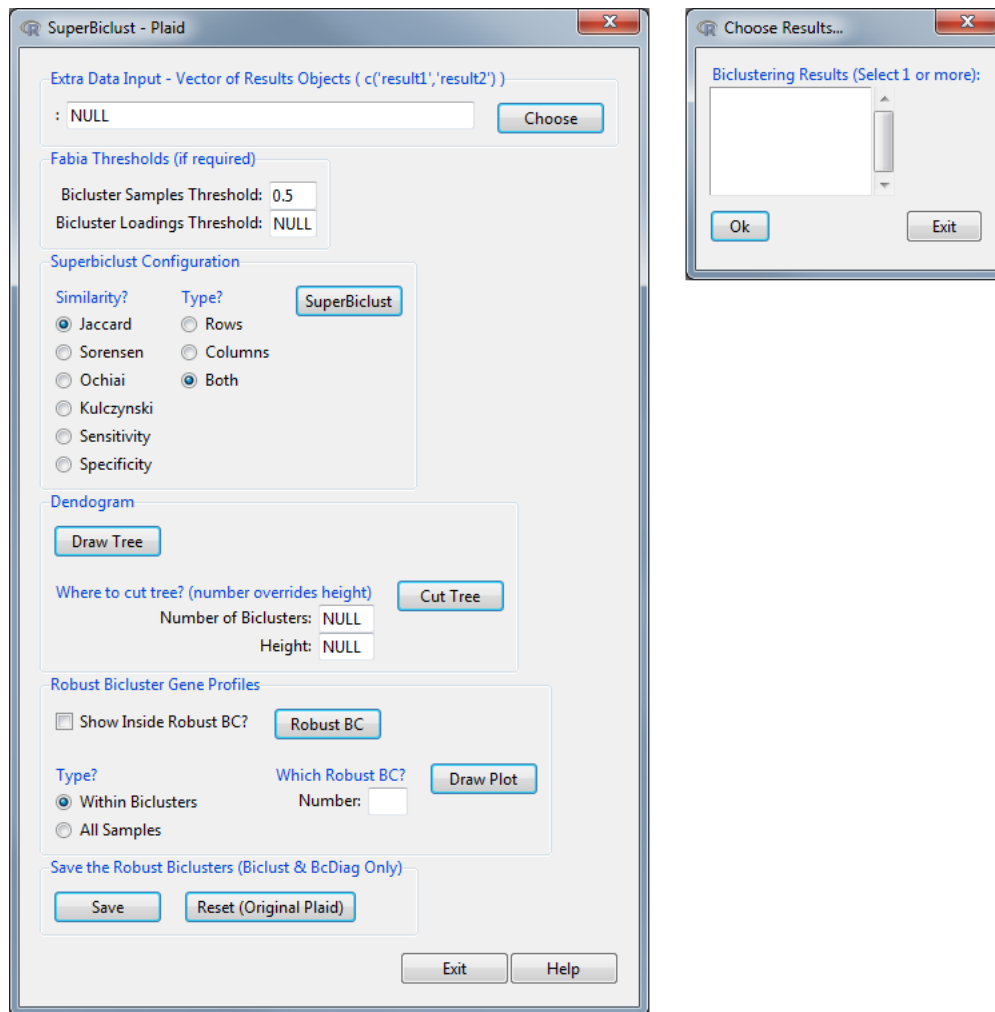 SuperBiclust - Plaid
Extra Data Input - Vector of Results Objects ( c('result1','result2') )
: NULL Choose
Fabia Thresholds (if required)
Bicluster Samples Threshold: 0.5
Bicluster Loadings Threshold: NULL
Superbiclust Configuration
Similarity? Type? SuperBiclust
Jaccard Rows
Sorensen Columns
Ochiai Both
Kulczynski
Sensitivity
Specificity
Dendogram
Draw Tree
Where to cut tree? (number overrides height) Cut Tree
Number of Biclusters: NULL
Height: NULL
Robust Bicluster Gene Profiles
Show Inside Robust BC? Robust BC
Type? Which Robust BC? Draw Plot
Within Biclusters Number:
All Samples
Save the Robust Biclusters (Biclust & BcDiag Only)
Save Reset (Original Plaid)
Exit Help
Choose Results...
Biclustering Results (Select 1 or more):
Ok Exit